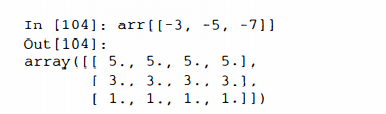 In [104]: arr[[-3, -5, -7]]
Out[104]:
array([[ 5., 5., 5., 5.],
[ 3., 3., 3., 3.],
[ 1., 1., 1., 1.]])